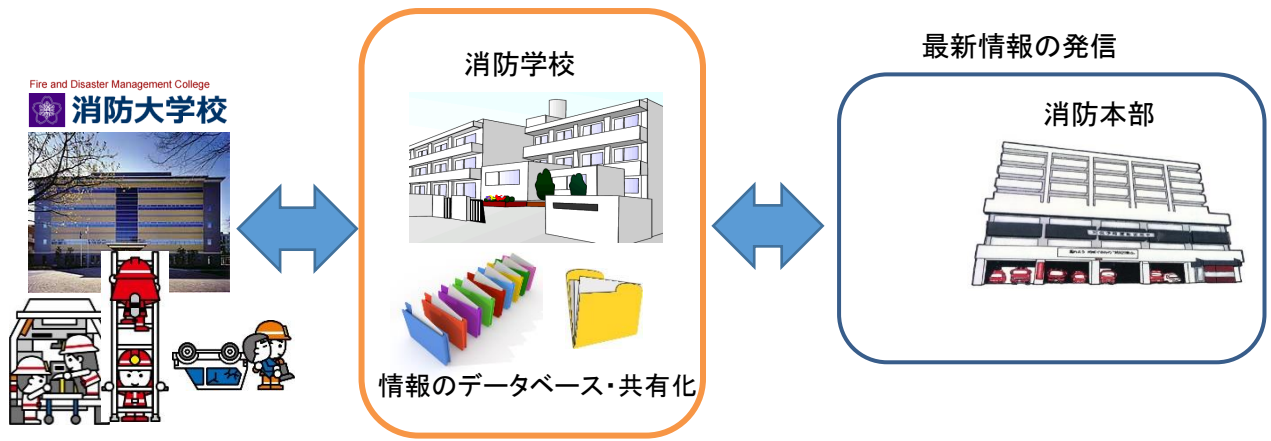 Fire and Disaster Management College
消防大学校
消防学校
情報のデータベース・共有化
最新情報の発信
消防本部